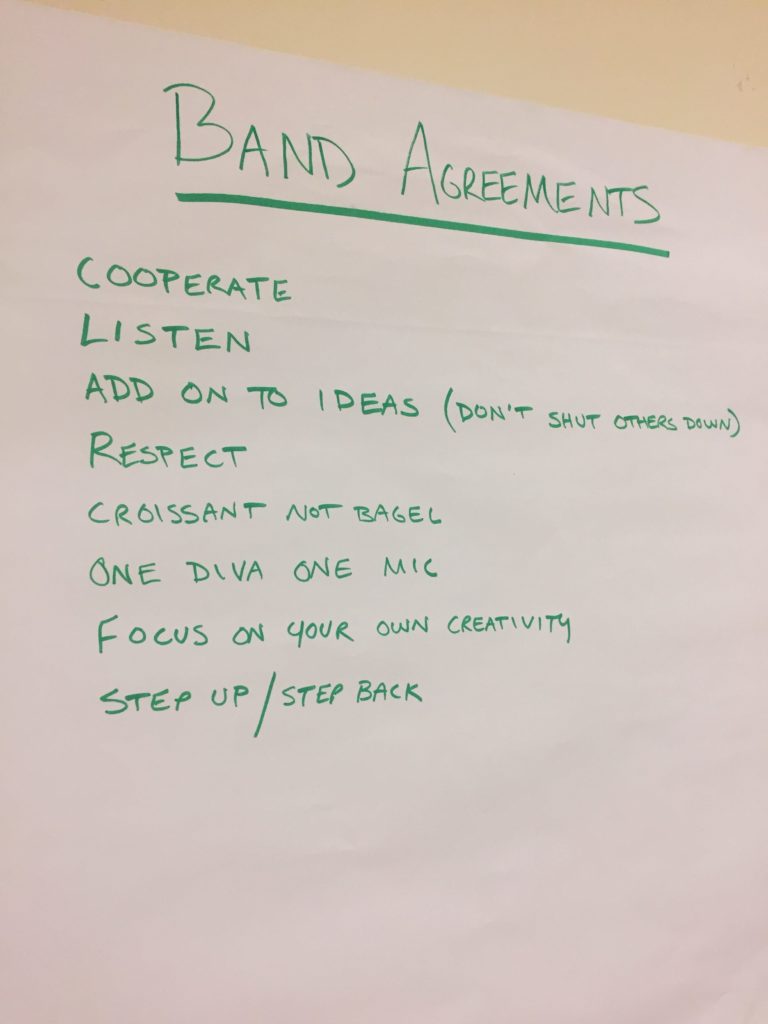 BAND AGREEMENTS
COOPERATE
LISTEN
ADD ON TO IDEAS (DON'T SHUT OTHERS DOWN)
RESPECT
CROISSANT NOT BAGEL
ONE DIVA ONE MIC
FOCUS ON YOUR OWN CREATIVITY
STEP UP/STEP BACK